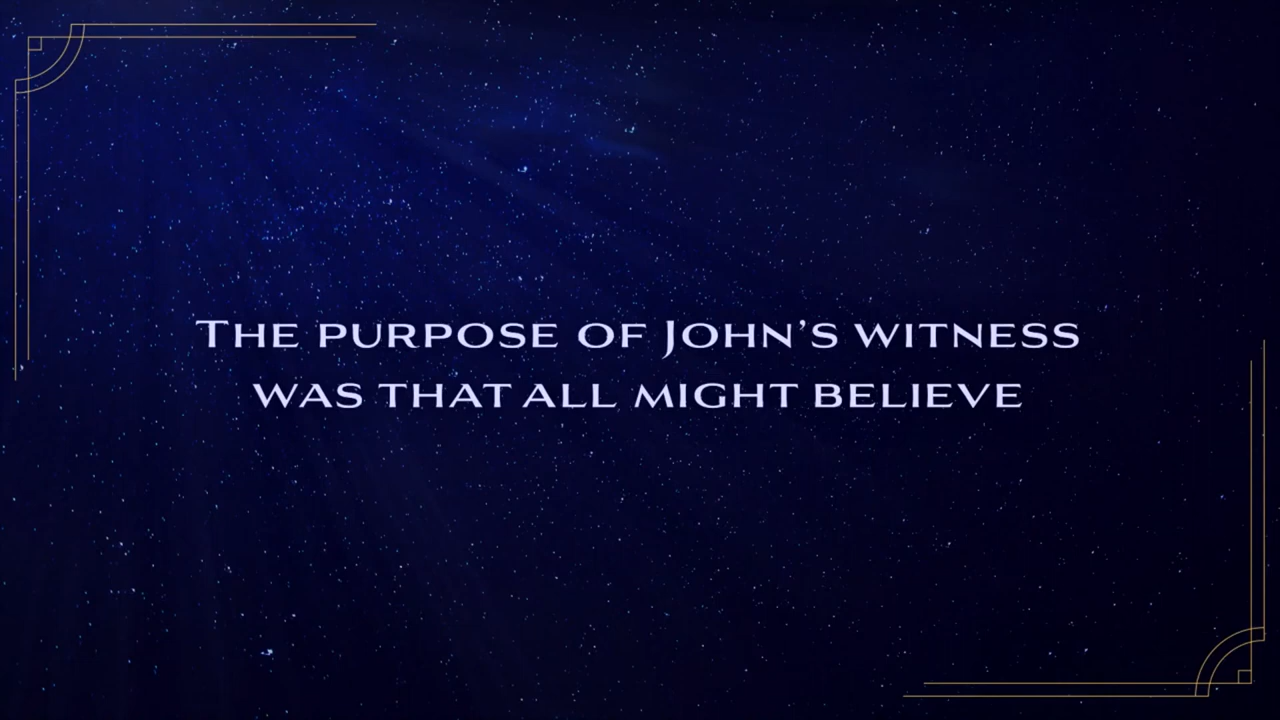 The purpose of John’s witness
was that all might believe